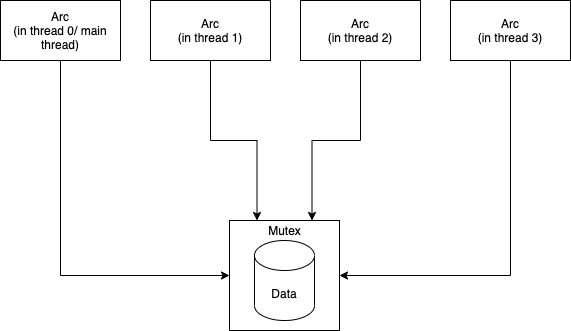 Arc
(in thread 0/ main
thread)
Arc
(in thread 1)
Arc
(in thread 2)
Arc
(in thread 3)
Mutex
Data